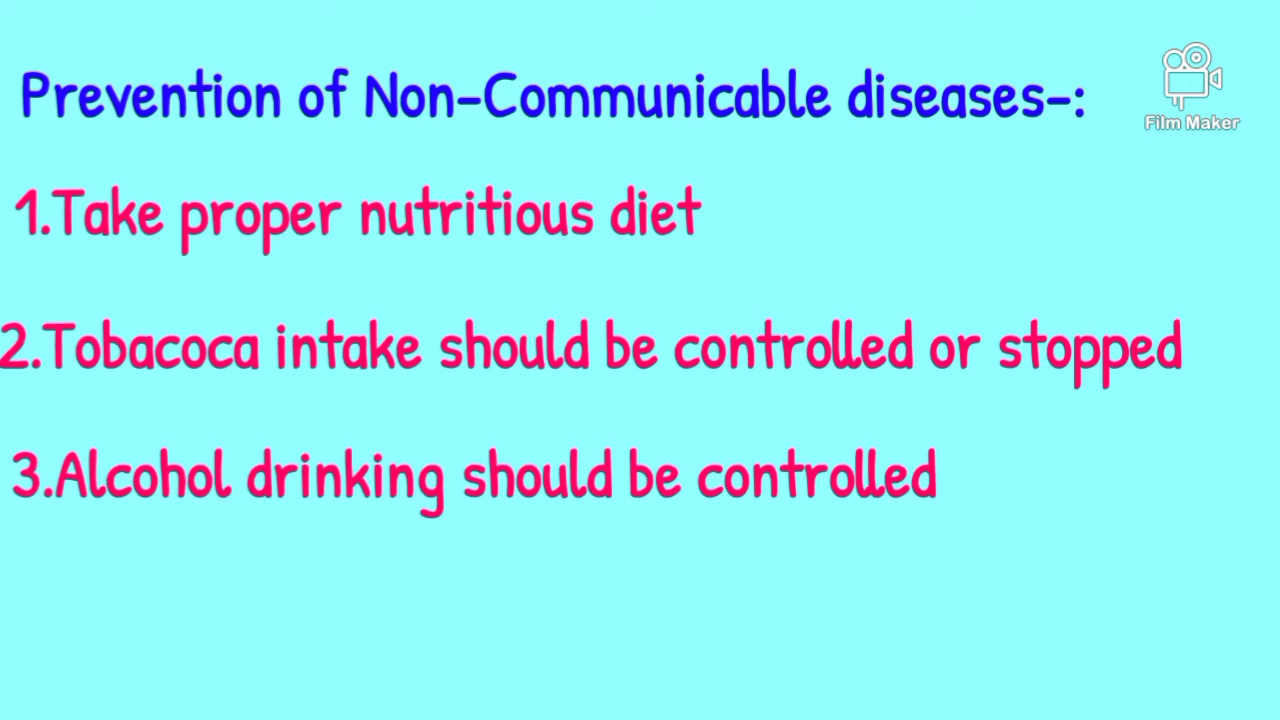 Prevention of Non-Communicable diseases-:
Film Maker
1.Take proper nutritious diet
2.Tobacoca intake should be controlled or stopped
3.Alcohol drinking should be controlled